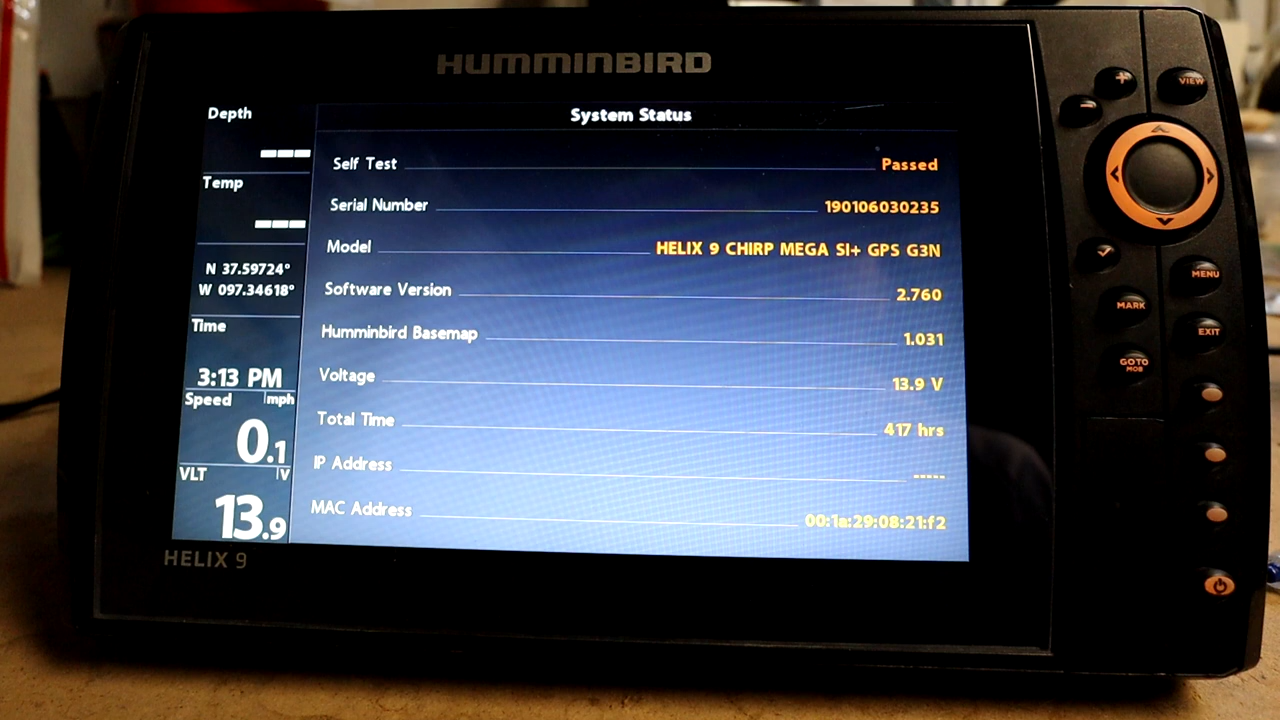 HUMMINBIRD
System Status
Depth
---
Temp
---
N 37.59724°
W 097.34618°
Time
3:13 PM
Speed mph
0.1
VLT V
13.9
Self Test Passed
Serial Number 190106030235
Model HELIX 9 CHIRP MEGA SI+ GPS G3N
Software Version 2.760
Humminbird Basemap 1.031
Voltage 13.9 V
Total Time 417 hrs
IP Address -----
MAC Address 00:1a:29:08:21:f2
HELIX 9
+
-
VIEW
MENU
MARK
EXIT
GO TO
MOB